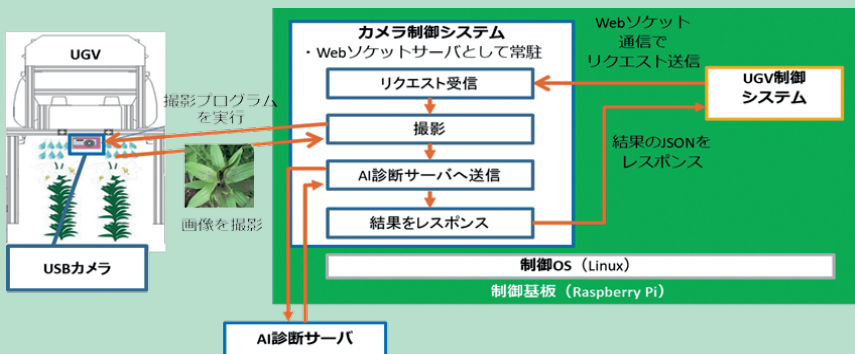 UGV
撮影プログラム
を実行
画像を撮影
USBカメラ
カメラ制御システム
・Webソケットサーバとして常駐
リクエスト受信
撮影
AI診断サーバへ送信
結果をレスポンス
Webソケット
通信で
リクエスト送信
UGV制御
システム
結果のJSONを
レスポンス
制御OS（Linux）
制御基板（Raspberry Pi）
AI診断サーバ